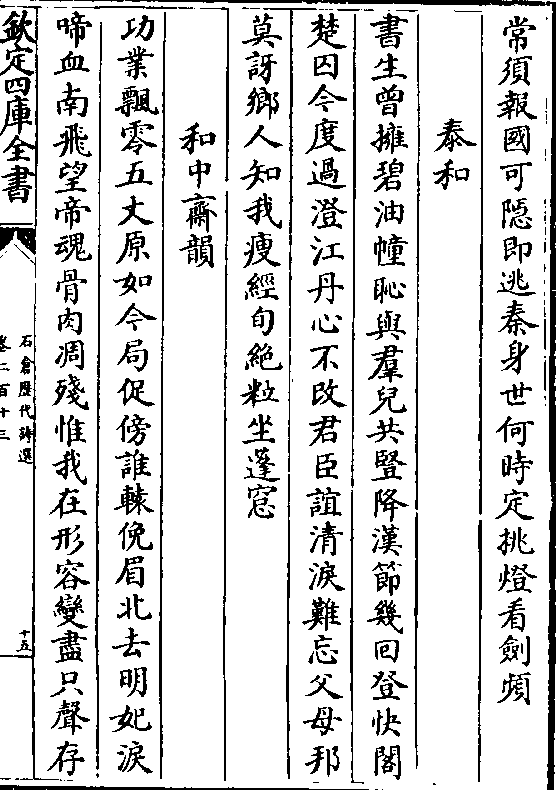 常須報國可隠即逃秦身世何時定挑燈看劍頻
泰和
書生曾擁碧油幢恥與羣兒共豎降漢節幾回登快閣
楚囚今度過澄江丹心不改君臣誼清淚難忘父母邦
莫訝鄉人知我瘦經旬絶粒坐蓬窻
和中齋韻
功業飄零五丈原如今局促傍誰轅俛眉北去明妃淚
啼血南飛望帝魂骨肉凋殘惟我在形容變盡只聲存
欽定四庫全書
石倉歴代詩選
卷二百十三
十五